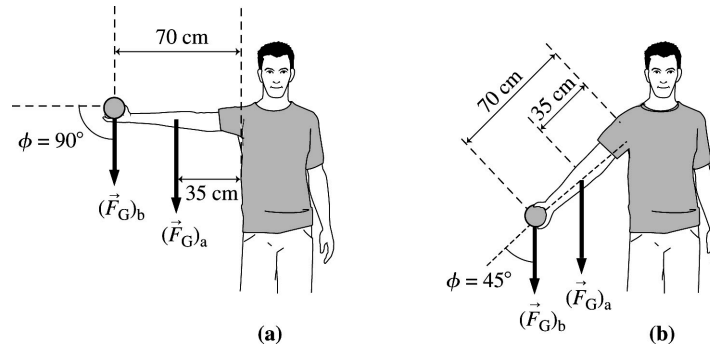 70 cm
ϕ = 90°
35 cm
(F⃗G)b
(F⃗G)a
(a)
70 cm
35 cm
ϕ = 45°
(F⃗G)b
(F⃗G)a
(b)